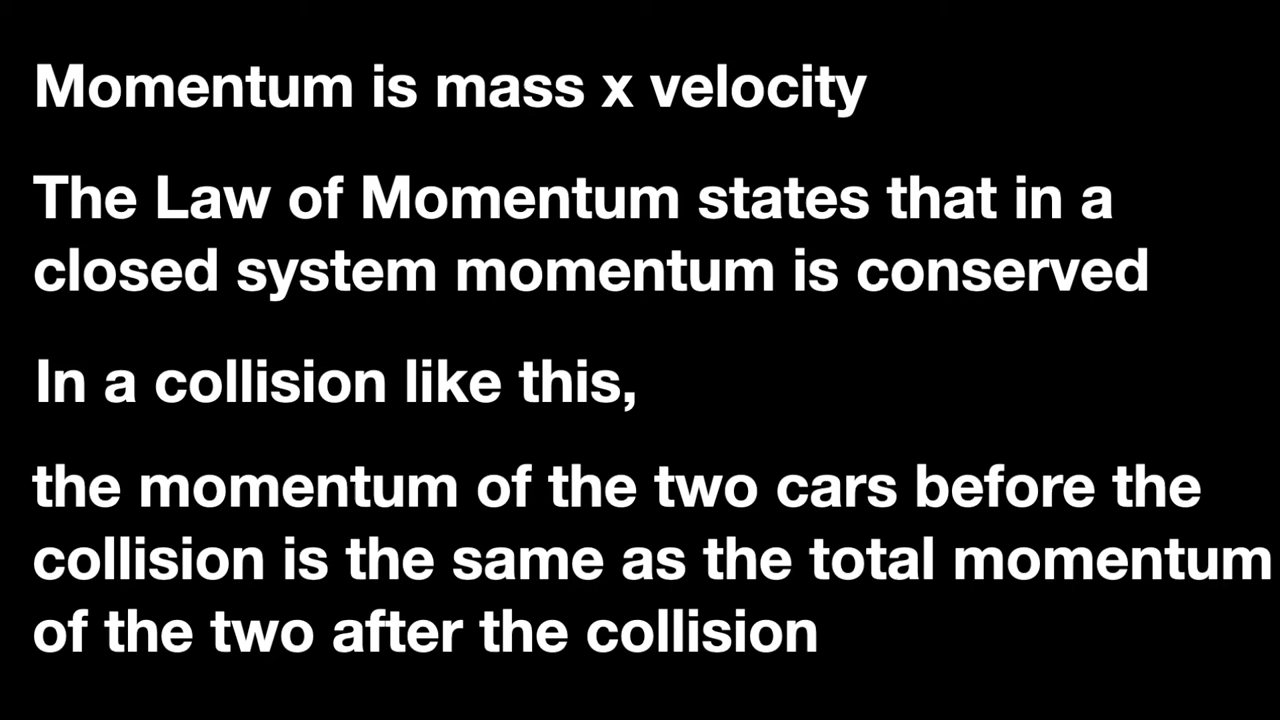 Momentum is mass x velocity
The Law of Momentum states that in a
closed system momentum is conserved
In a collision like this,
the momentum of the two cars before the
collision is the same as the total momentum
of the two after the collision